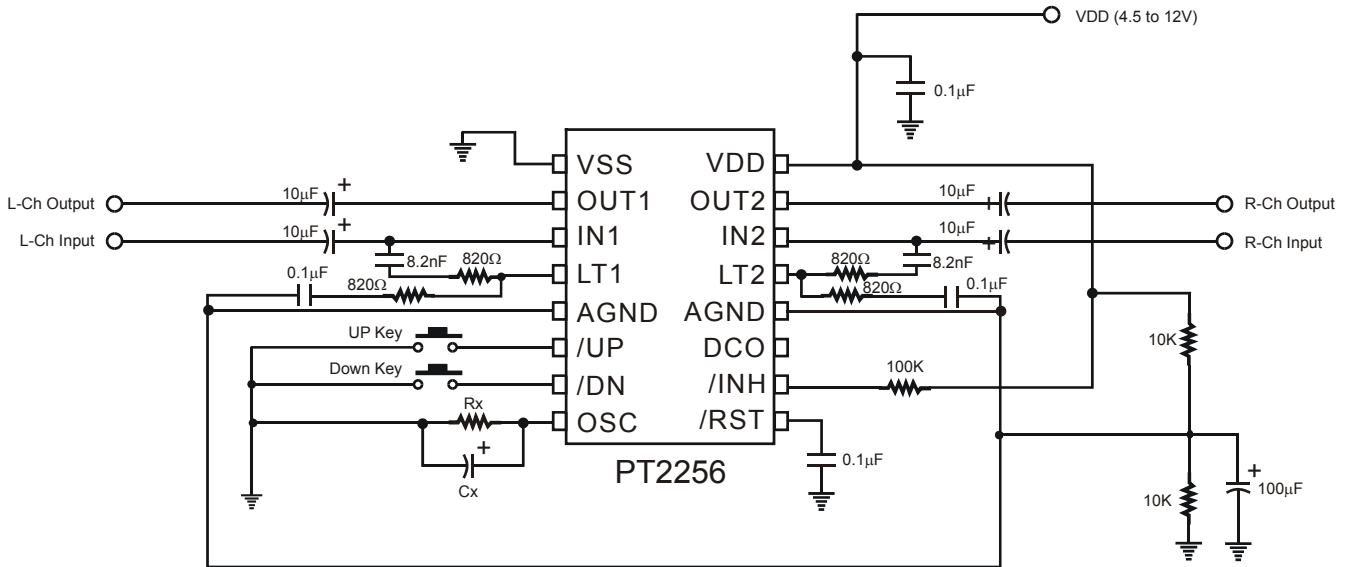 VDD (4.5 to 12V)
0.1μF
VSS VDD
L-Ch Output 10μF + OUT1 OUT2 10μF + R-Ch Output
L-Ch Input 10μF + IN1 IN2 10μF + R-Ch Input
8.2nF 820Ω LT1 LT2 820Ω 8.2nF
0.1μF 820Ω 820Ω 0.1μF
AGND AGND
UP Key /UP DCO 10K
Down Key /DN /INH 100K
Rx OSC /RST
+
Cx
0.1μF
PT2256
10K + 100μF